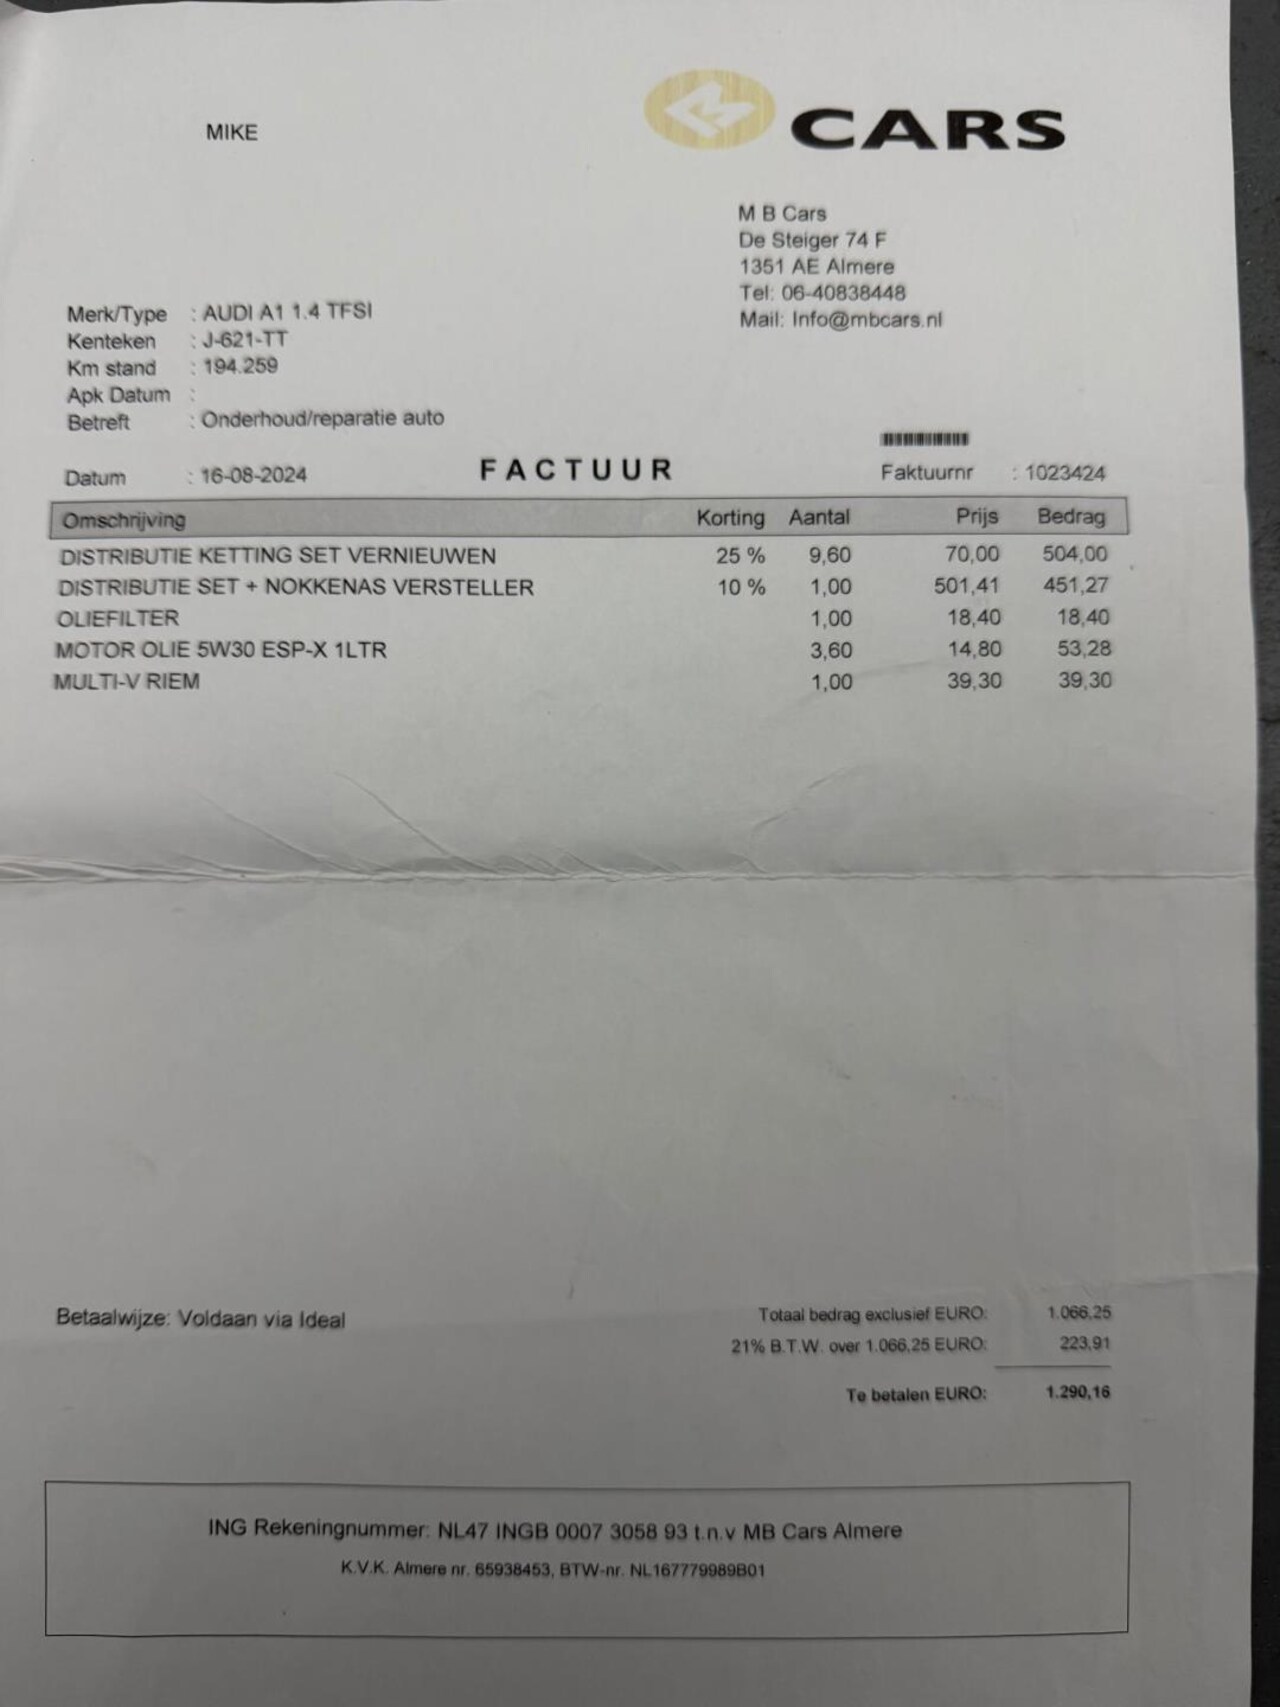 MIKE
CARS
M B Cars
De Steiger 74 F
1351 AE Almere
Tel: 06-40838448
Mail: Info@mbcars.nl
Merk/Type : AUDI A1 1.4 TFSI
Kenteken : J-621-TT
Km stand : 194.259
Apk Datum :
Betreft : Onderhoud/reparatie auto
Datum : 16-08-2024 FACTUUR Faktuurnr : 1023424
Omschrijving Korting Aantal Prijs Bedrag
DISTRIBUTIE KETTING SET VERNIEUWEN 25 % 9,60 70,00 504,00
DISTRIBUTIE SET + NOKKENAS VERSTELLER 10 % 1,00 501,41 451,27
OLIEFILTER 1,00 18,40 18,40
MOTOR OLIE 5W30 ESP-X 1LTR 3,60 14,80 53,28
MULTI-V RIEM 1,00 39,30 39,30
Betaalwijze: Voldaan via Ideal
Totaal bedrag exclusief EURO: 1.066,25
21% B.T.W. over 1.066,25 EURO: 223,91
Te betalen EURO: 1.290,16
ING Rekeningnummer: NL47 INGB 0007 3058 93 t.n.v MB Cars Almere
K.V.K. Almere nr. 65938453, BTW-nr. NL167779989B01